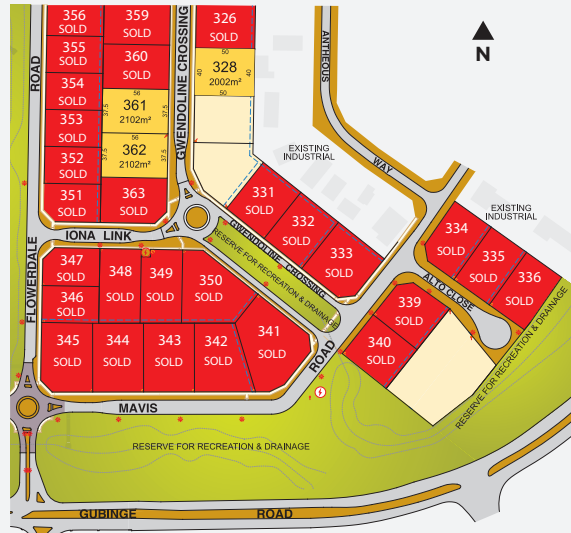 356
SOLD
359
SOLD
326
SOLD
355
SOLD
360
SOLD
50
328
2002m²
40
40
50
354
SOLD
56
361
2102m²
37.5
37.5
353
SOLD
56
362
2102m²
37.5
37.5
352
SOLD
351
SOLD
363
SOLD
ROAD
GWENDOLINE CROSSING
ANTHEOUS
WAY
N
EXISTING
INDUSTRIAL
EXISTING
INDUSTRIAL
331
SOLD
332
SOLD
333
SOLD
334
SOLD
335
SOLD
336
SOLD
IONA LINK
GWENDOLINE CROSSING
RESERVE FOR RECREATION & DRAINAGE
ALTO CLOSE
FLOWERDALE
347
SOLD
346
SOLD
348
SOLD
349
SOLD
350
SOLD
339
SOLD
340
SOLD
345
SOLD
344
SOLD
343
SOLD
342
SOLD
341
SOLD
ROAD
MAVIS
RESERVE FOR RECREATION & DRAINAGE
RESERVE FOR RECREATION & DRAINAGE
GUBINGE
ROAD